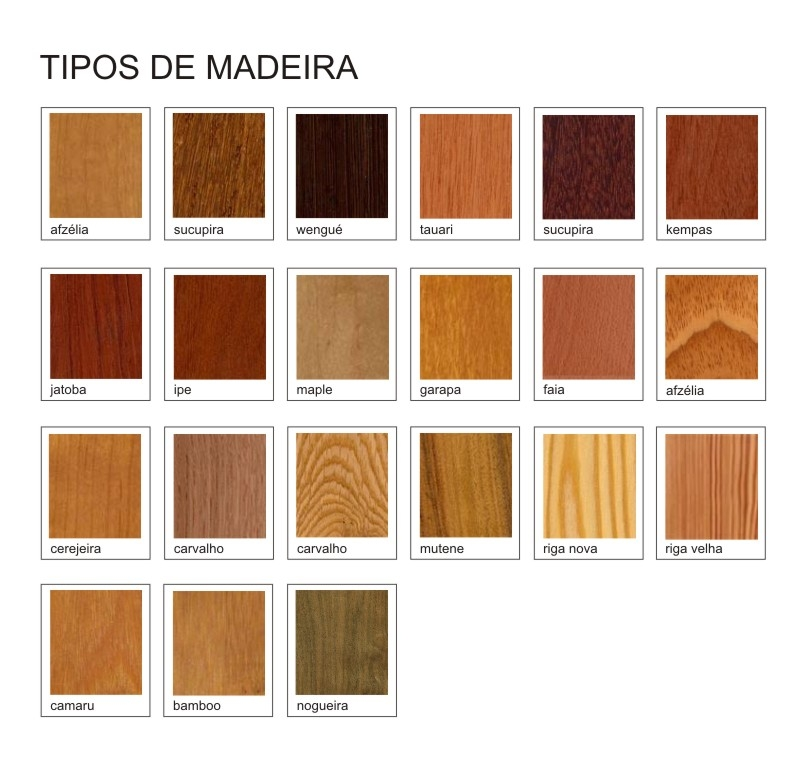 TIPOS DE MADEIRA
afzélia
sucupira
wengué
tauari
sucupira
kempas
jatoba
ipe
maple
garapa
faia
afzélia
cerejeira
carvalho
carvalho
mutene
riga nova
riga velha
camaru
bamboo
nogueira